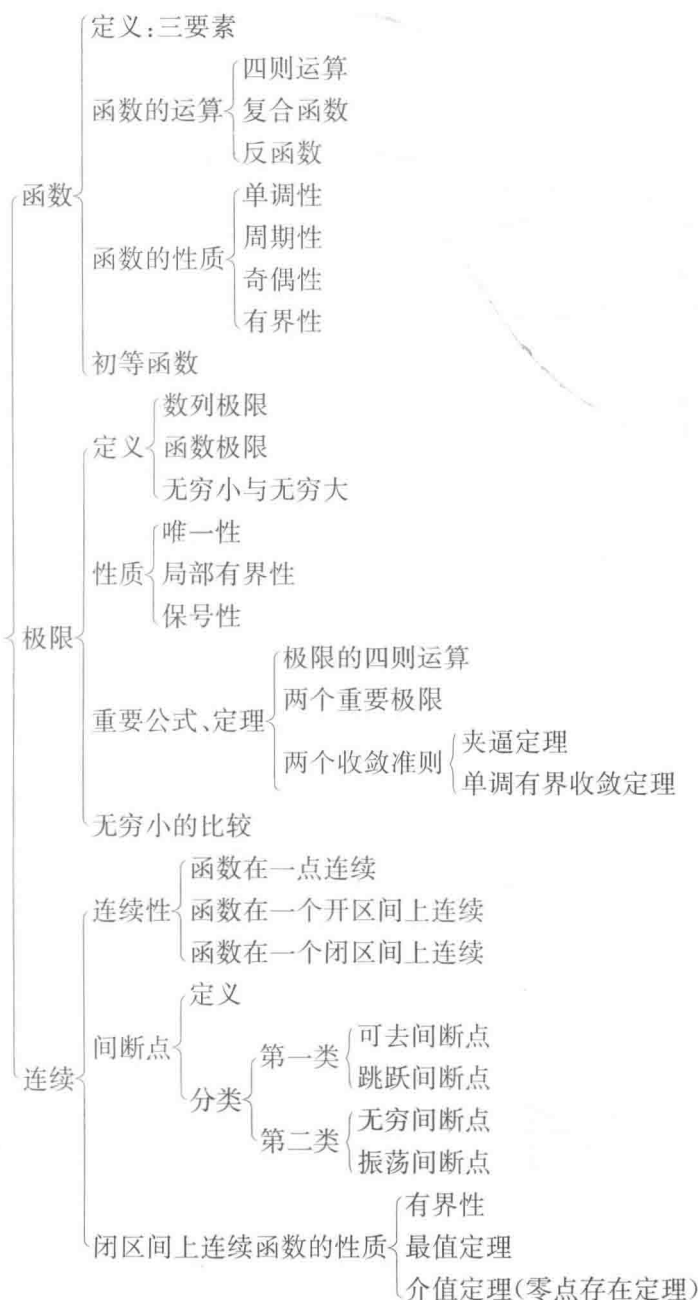 定义:三要素
四则运算
函数的运算
复合函数
反函数
函数
单调性
周期性
函数的性质
奇偶性
有界性
初等函数
数列极限
定义
函数极限
无穷小与无穷大
唯一性
性质
局部有界性
保号性
极限
极限的四则运算
两个重要极限
重要公式、定理
夹逼定理
两个收敛准则
单调有界收敛定理
无穷小的比较
函数在一点连续
连续性
函数在一个开区间上连续
函数在一个闭区间上连续
定义
间断点
可去间断点
第一类
跳跃间断点
连续
分类
无穷间断点
第二类
振荡间断点
有界性
闭区间上连续函数的性质
最值定理
介值定理(零点存在定理)